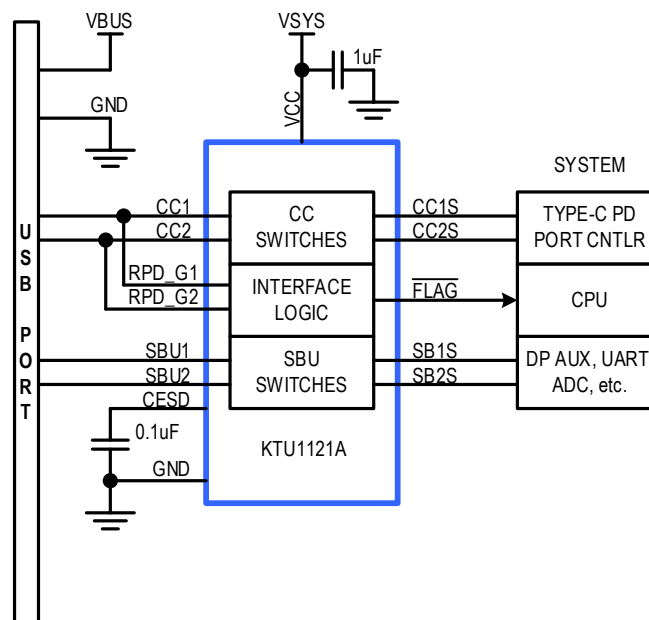 VBUS
VSYS
1uF
GND
VCC
SYSTEM
USB PORT
CC1
CC2
RPD_G1
RPD_G2
SBU1
SBU2
CESD
0.1uF
GND
CC
SWITCHES
INTERFACE
LOGIC
SBU
SWITCHES
KTU1121A
CC1S
CC2S
FLAG
SB1S
SB2S
TYPE-C PD
PORT CNTLR
CPU
DP AUX, UART
ADC, etc.